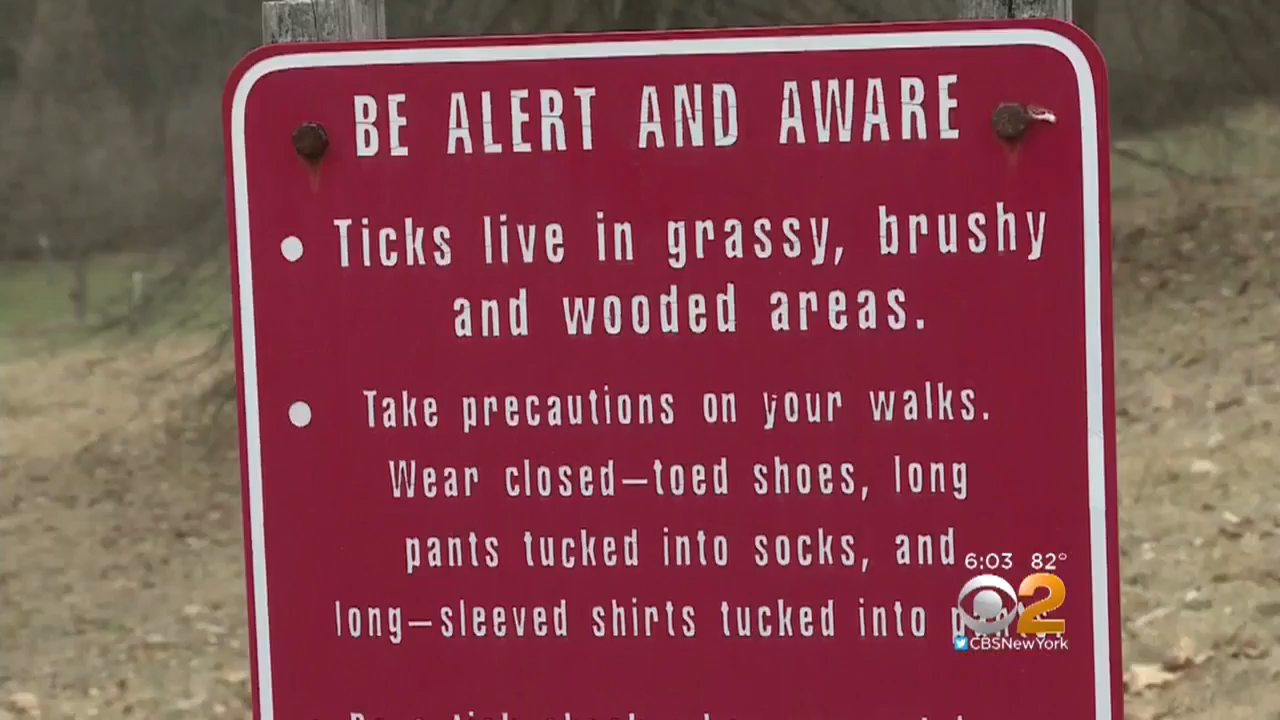 BE ALERT AND AWARE
• Ticks live in grassy, brushy
and wooded areas.
• Take precautions on your walks.
Wear closed–toed shoes, long
pants tucked into socks, and
long–sleeved shirts tucked into
6:03 82°
2
CBSNewYork